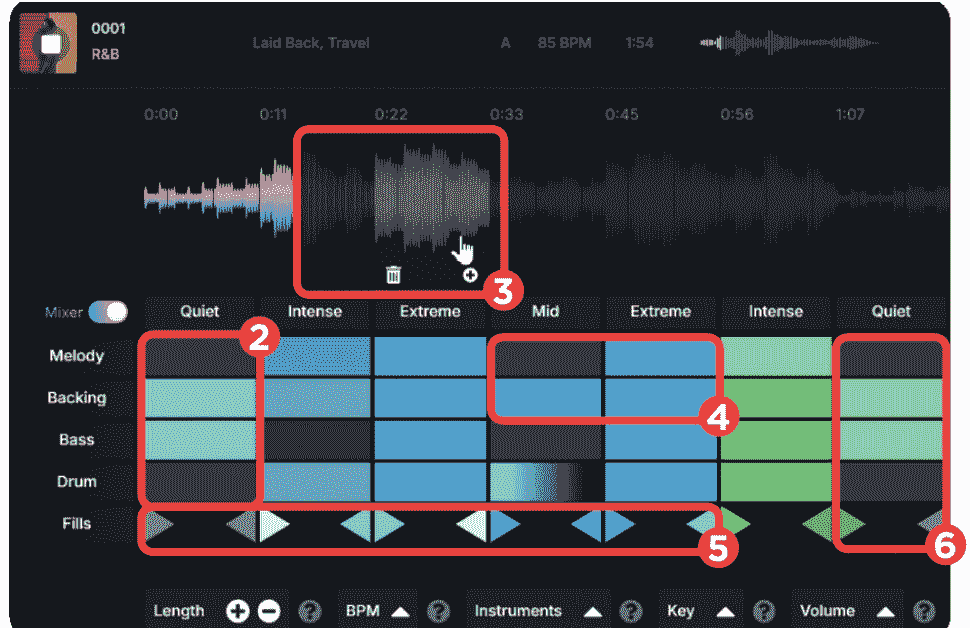 0001
R&B
Laid Back, Travel A 85 BPM 1:54
0:00 0:11 0:22 0:33 0:45 0:56 1:07
3
Mixer Quiet Intense Extreme Mid Extreme Intense Quiet
2
Melody
Backing
4
Bass
Drum
Fills
5
6
Length + − ? BPM ? Instruments ? Key ? Volume ?